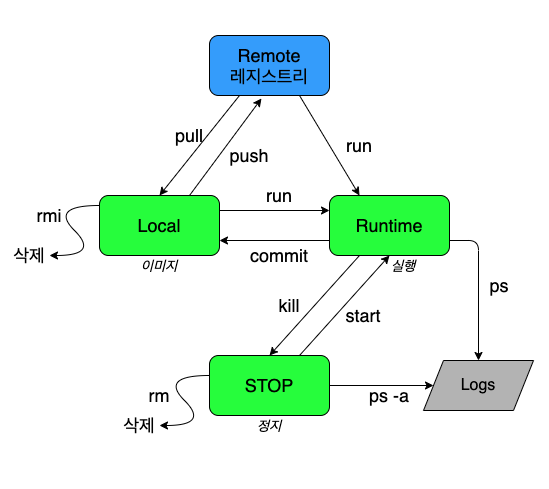 Remote
레지스트리
pull
push
run
rmi
Local
run
Runtime
삭제
이미지
commit
실행
ps
kill
start
rm
STOP
ps -a
Logs
삭제
정지